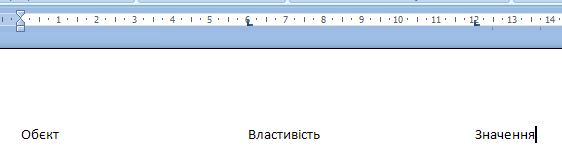 1 2 3 4 5 6 7 8 9 10 11 12 13 14
Обєкт Властивість Значення